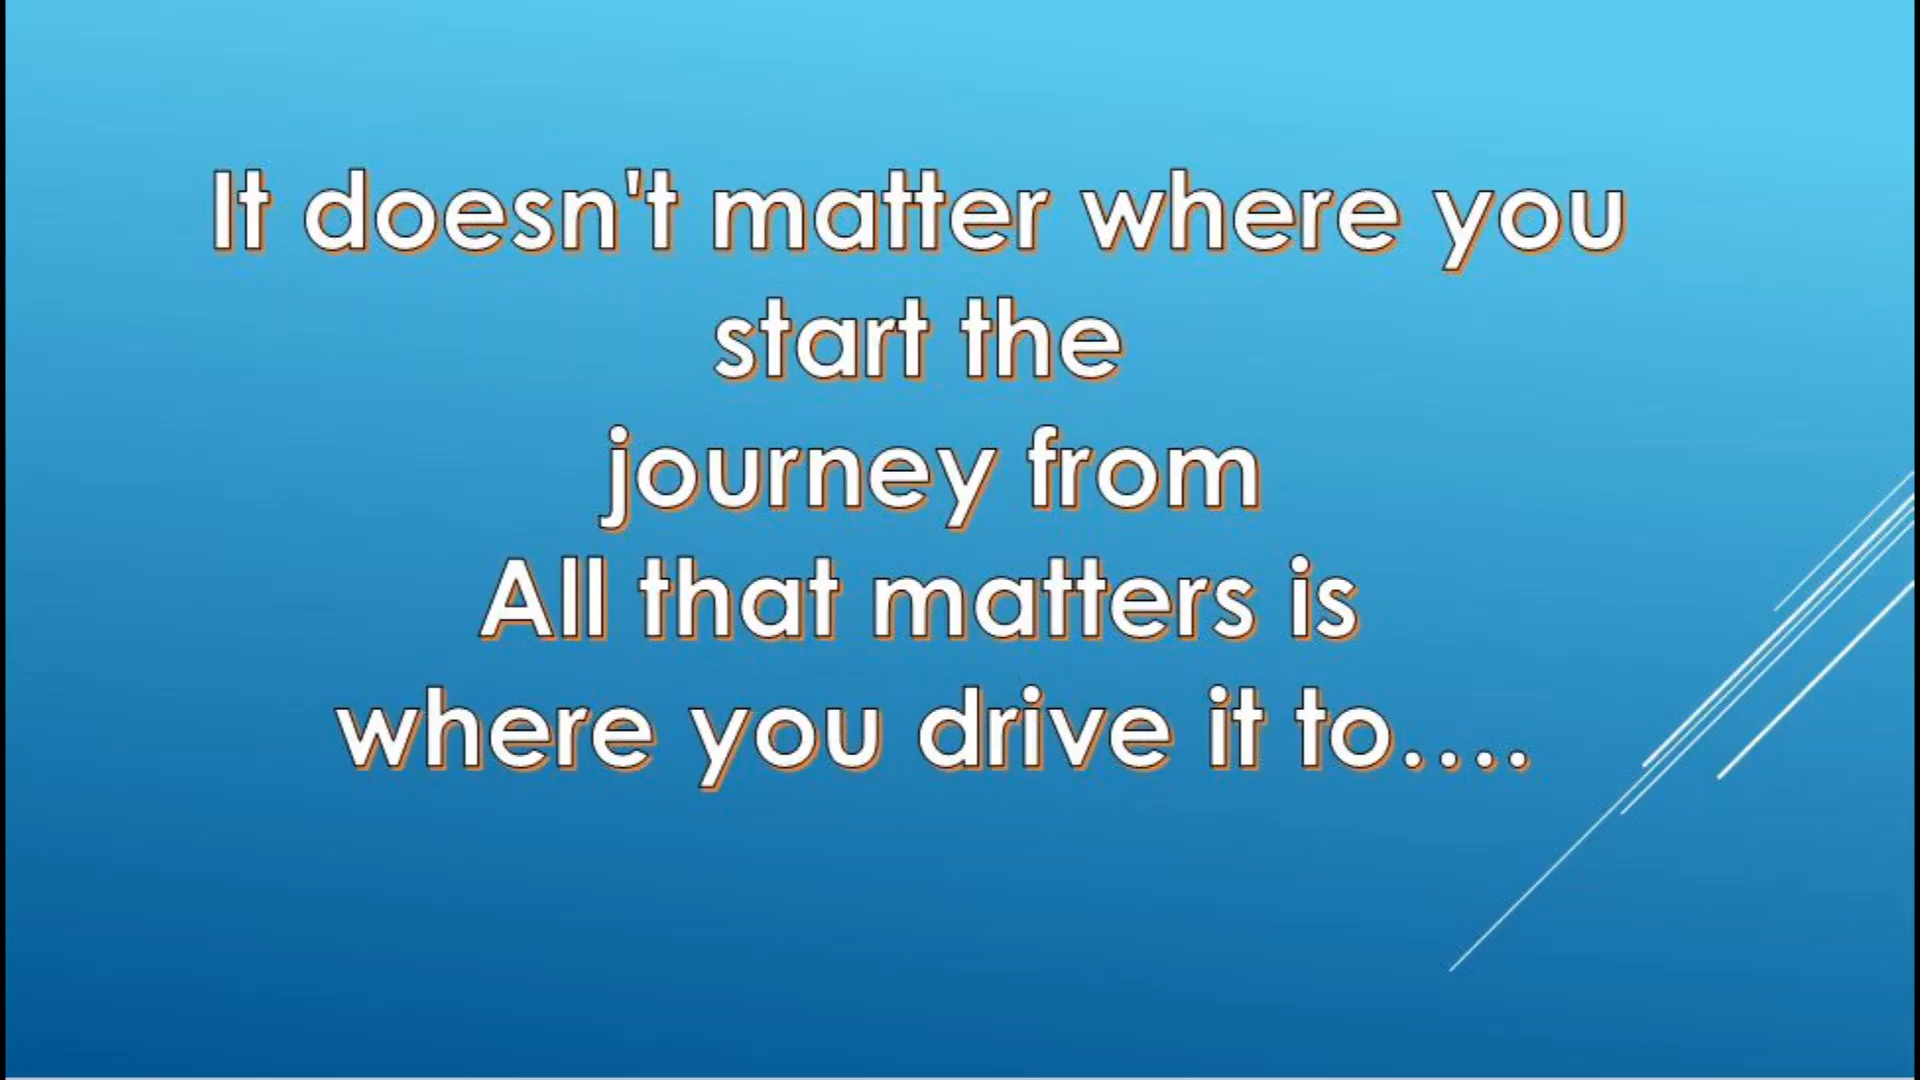 It doesn't matter where you
start the
journey from
All that matters is
where you drive it to....